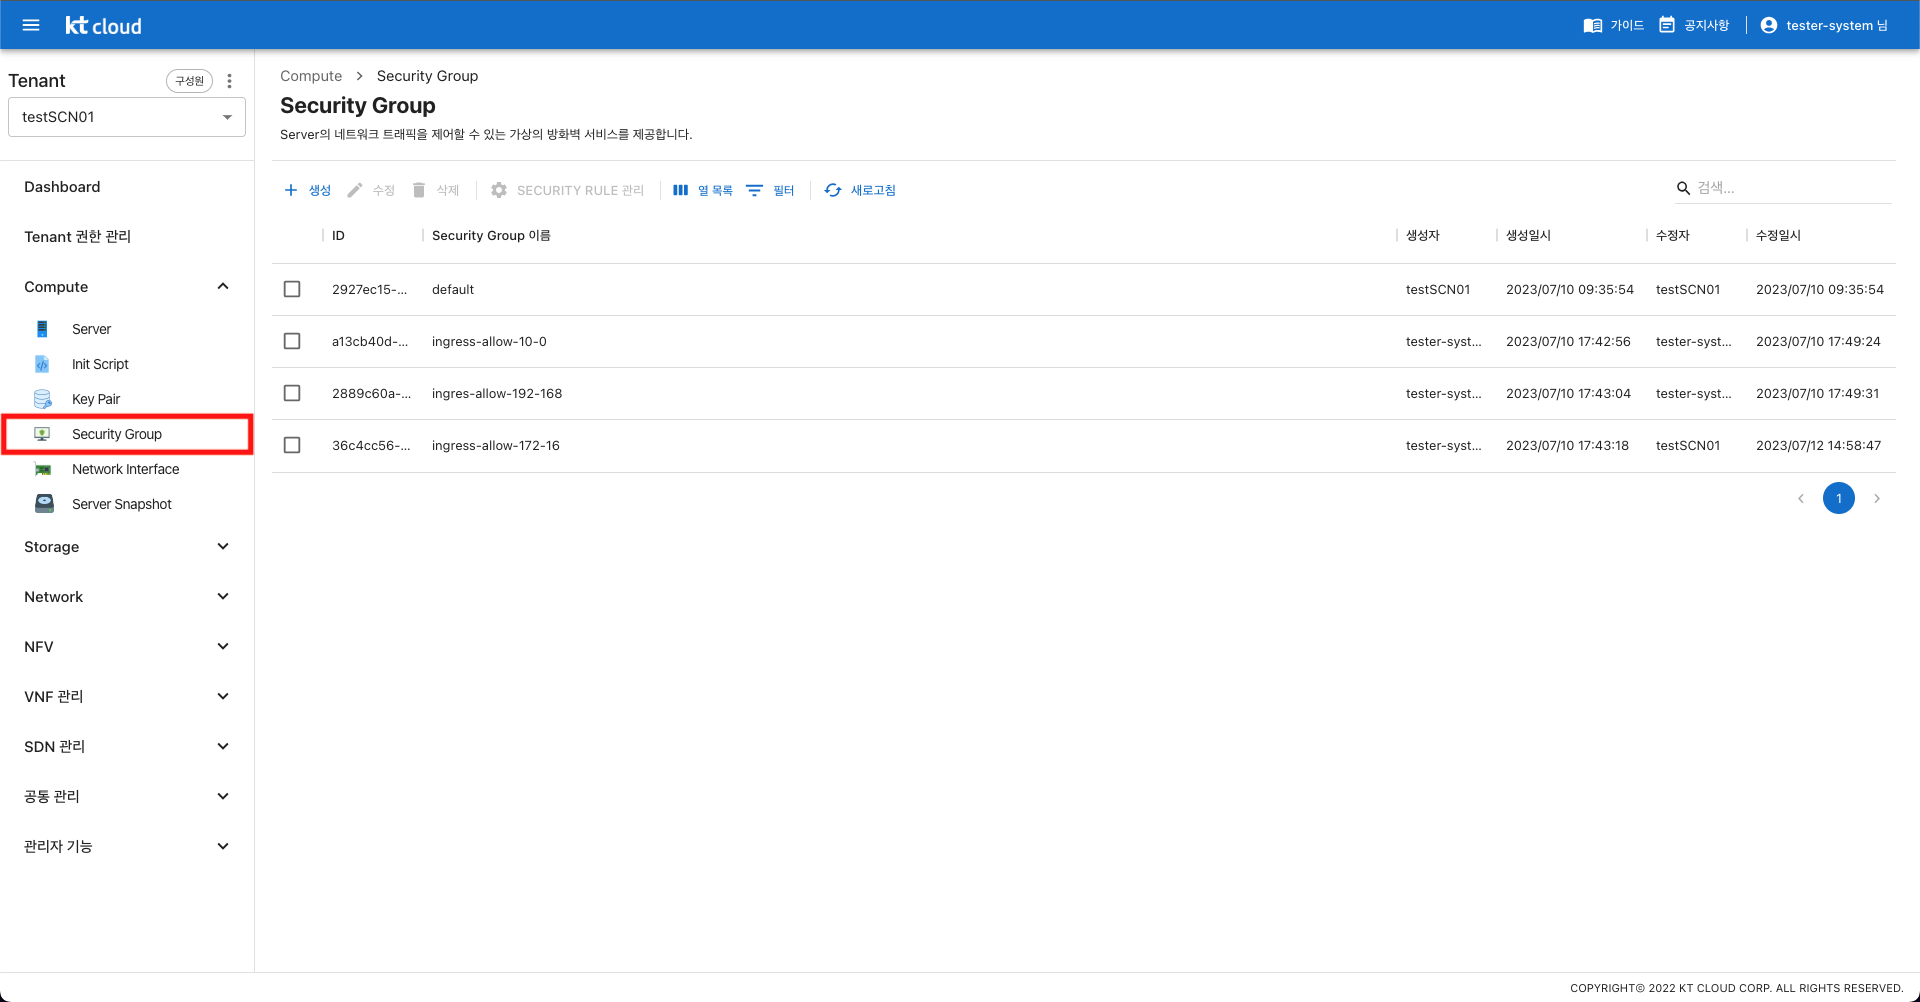 kt cloud
가이드 공지사항 tester-system 님
Tenant 구성원
testSCN01
Dashboard
Tenant 권한 관리
Compute
Server
Init Script
Key Pair
Security Group
Network Interface
Server Snapshot
Storage
Network
NFV
VNF 관리
SDN 관리
공통 관리
관리자 기능
Compute > Security Group
Security Group
Server의 네트워크 트래픽을 제어할 수 있는 가상의 방화벽 서비스를 제공합니다.
생성 수정 삭제 SECURITY RULE 관리 열 목록 필터 새로고침 검색...
ID Security Group 이름 생성자 생성일시 수정자 수정일시
2927ec15-... default testSCN01 2023/07/10 09:35:54 testSCN01 2023/07/10 09:35:54
a13cb40d-... ingress-allow-10-0 tester-syst... 2023/07/10 17:42:56 tester-syst... 2023/07/10 17:49:24
2889c60a-... ingres-allow-192-168 tester-syst... 2023/07/10 17:43:04 tester-syst... 2023/07/10 17:49:31
36c4cc56-... ingress-allow-172-16 tester-syst... 2023/07/10 17:43:18 testSCN01 2023/07/12 14:58:47
1
COPYRIGHT© 2022 KT CLOUD CORP. ALL RIGHTS RESERVED.